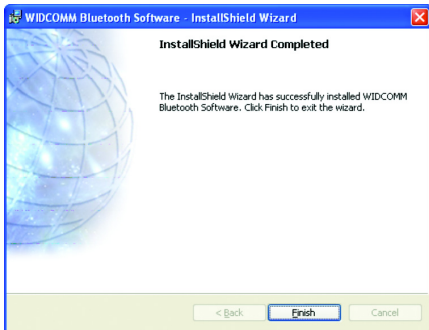 WIDCOMM Bluetooth Software - InstallShield Wizard
InstallShield Wizard Completed
The InstallShield Wizard has successfully installed WIDCOMM
Bluetooth Software. Click Finish to exit the wizard.
< Back Finish Cancel